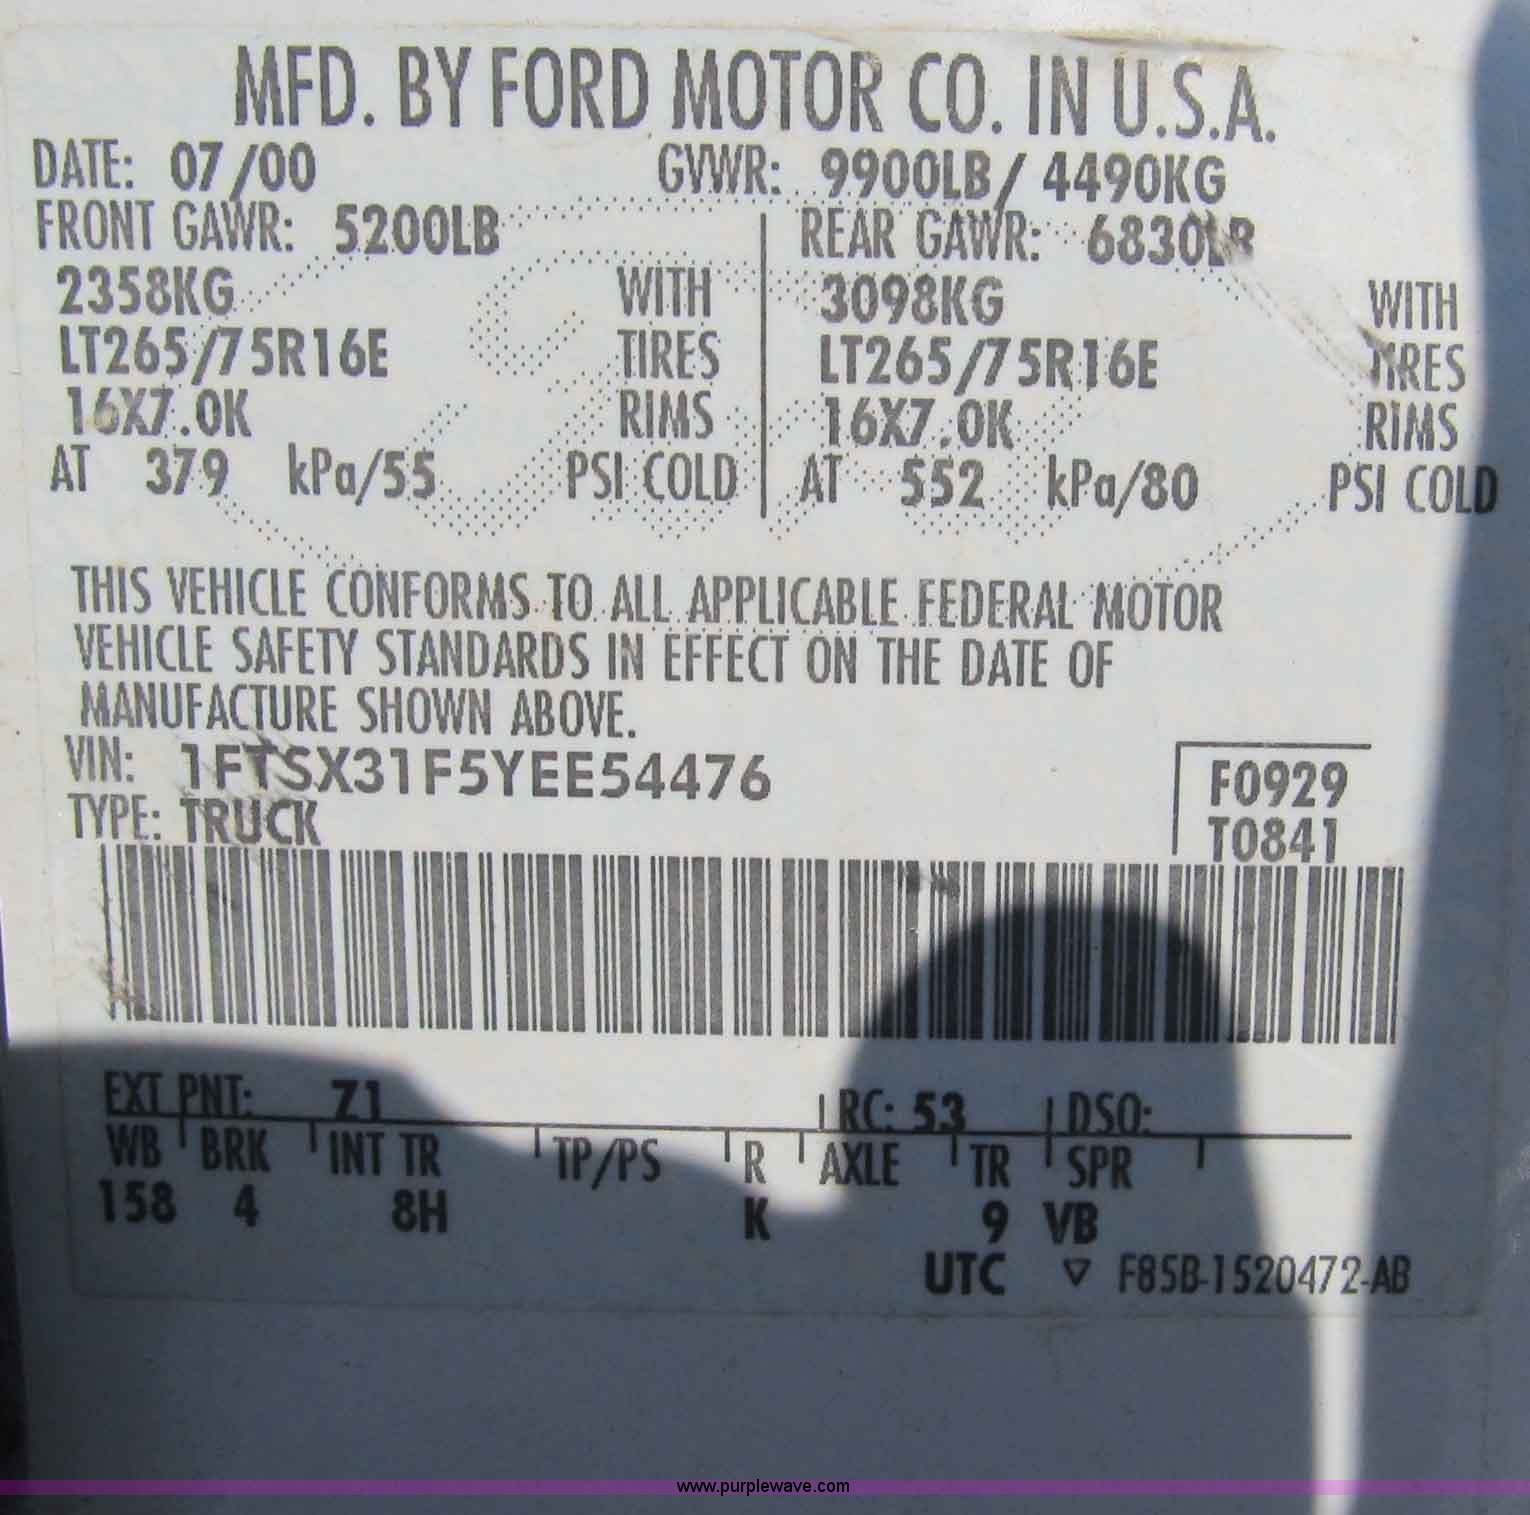 MFD. BY FORD MOTOR CO. IN U.S.A.
DATE: 07/00 GVWR: 9900LB/ 4490KG
FRONT GAWR: 5200LB REAR GAWR: 6830LB
2358KG WITH 3098KG WITH
LT265/75R16E TIRES LT265/75R16E TIRES
16X7.0K RIMS 16X7.0K RIMS
AT 379 kPa/55 PSI COLD AT 552 kPa/80 PSI COLD
THIS VEHICLE CONFORMS TO ALL APPLICABLE FEDERAL MOTOR
VEHICLE SAFETY STANDARDS IN EFFECT ON THE DATE OF
MANUFACTURE SHOWN ABOVE.
VIN: 1FTSX31F5YEE54476 F0929
TYPE: TRUCK T0841
EXT PNT: Z1 RC: 53 DSO:
WB BRK INT TR TP/PS R AXLE TR SPR
158 4 8H K 9 VB
UTC ▽ F85B-1520472-AB
www.purplewave.com